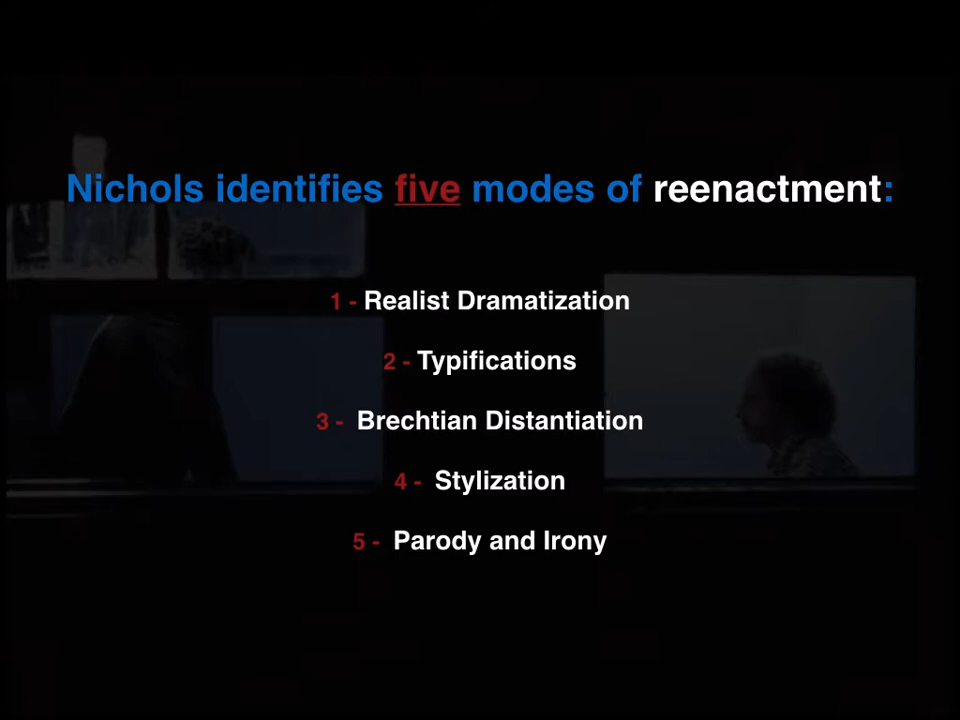 Nichols identifies five modes of reenactment:
1 - Realist Dramatization
2 - Typifications
3 - Brechtian Distantiation
4 - Stylization
5 - Parody and Irony